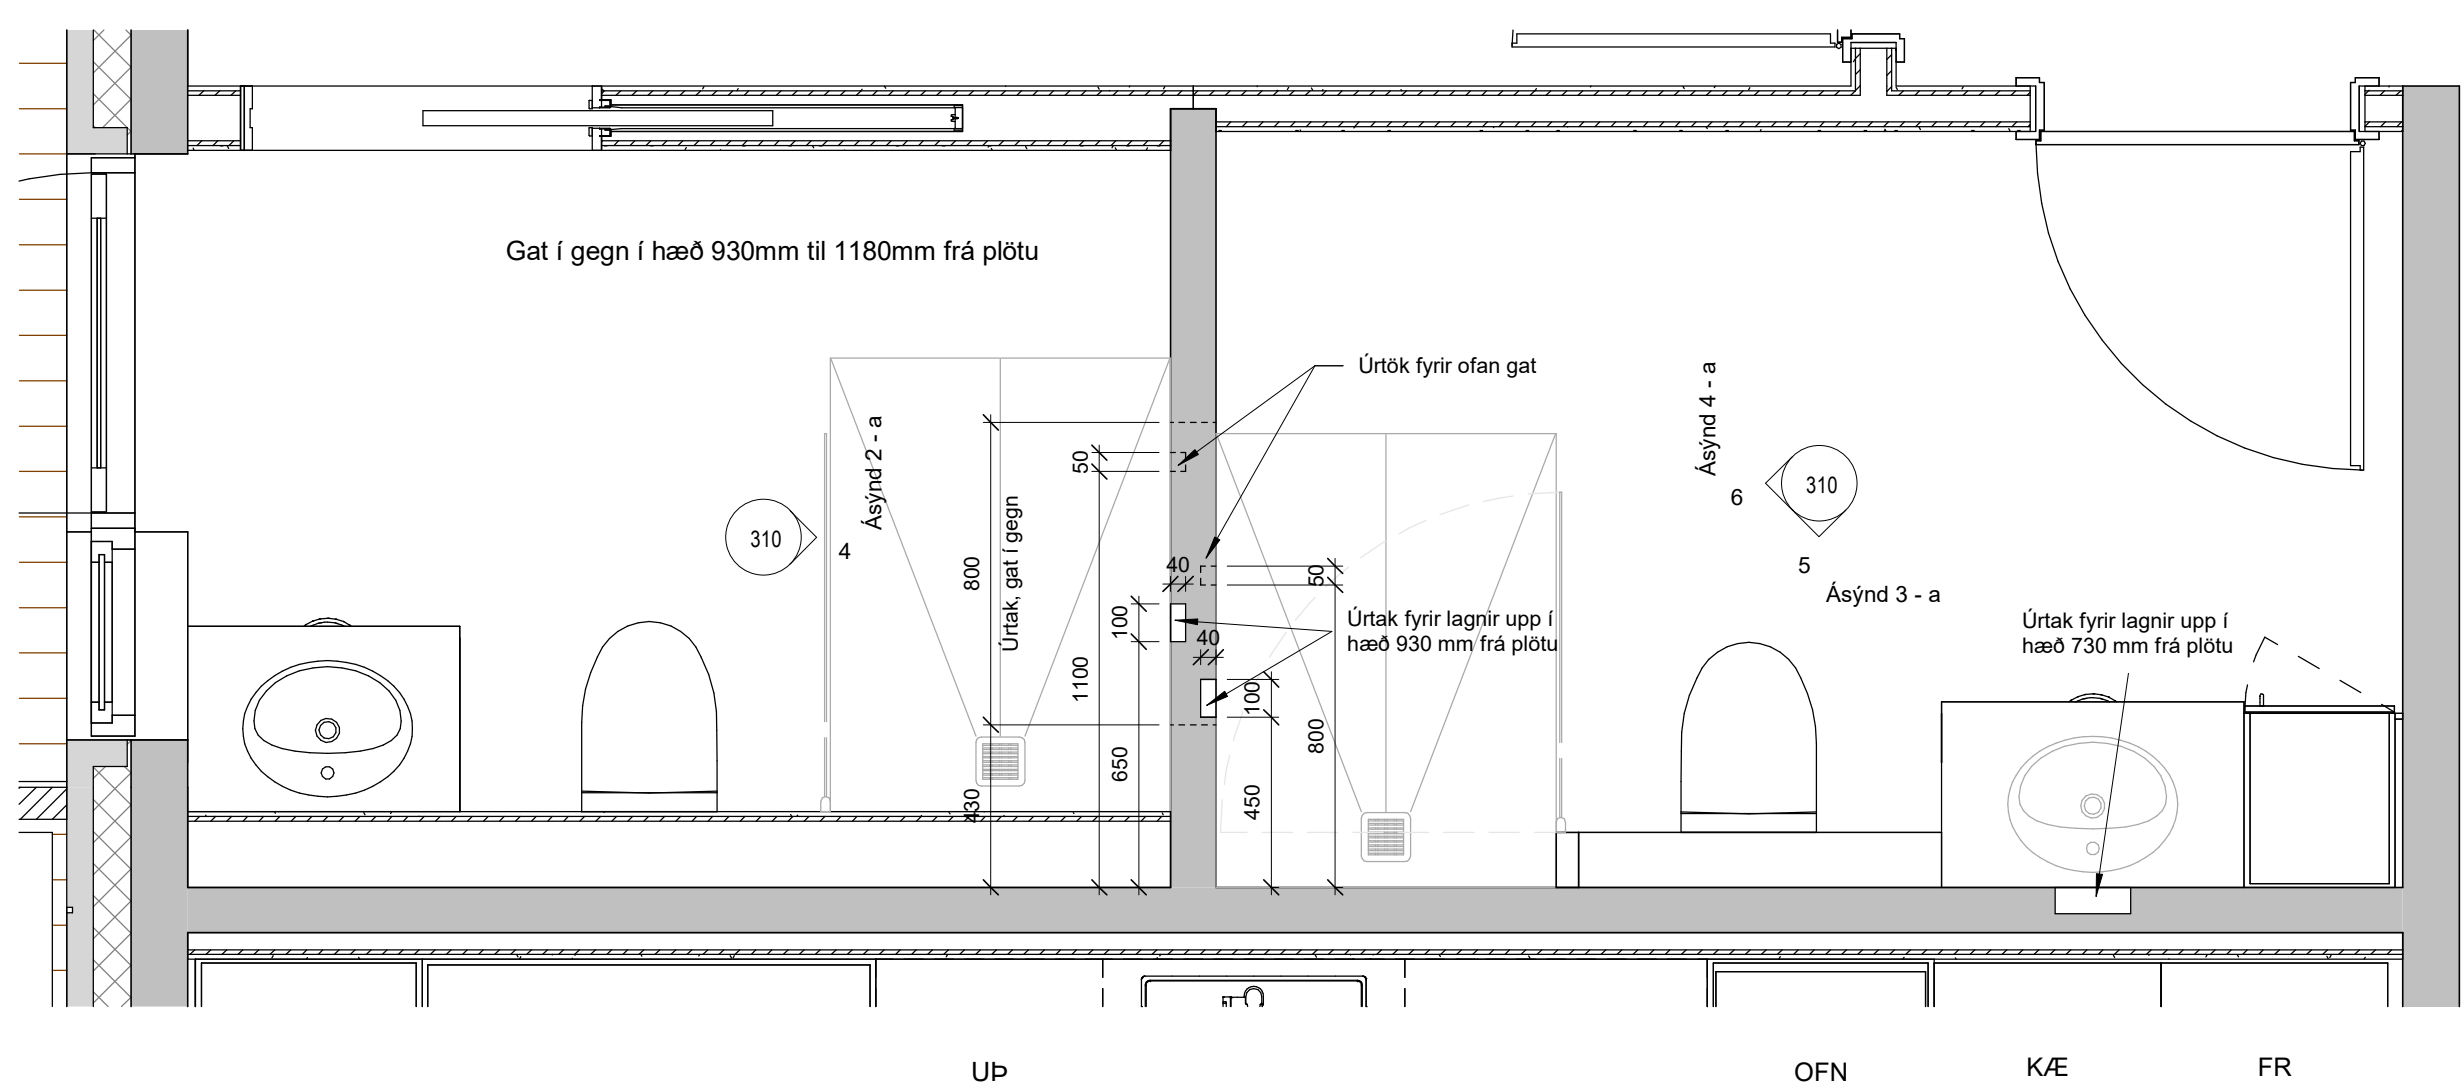 Gat í gegn í hæð 930mm til 1180mm frá plötu
Úrtök fyrir ofan gat
Ásýnd 2 - a
310
4
Úrtak, gat í gegn
800
430
50
1100
100
650
40
40
50
800
100
450
Úrtak fyrir lagnir upp í
hæð 930 mm frá plötu
Ásýnd 4 - a
6
310
5
Ásýnd 3 - a
Úrtak fyrir lagnir upp í
hæð 730 mm frá plötu
UÞ
OFN
KÆ
FR